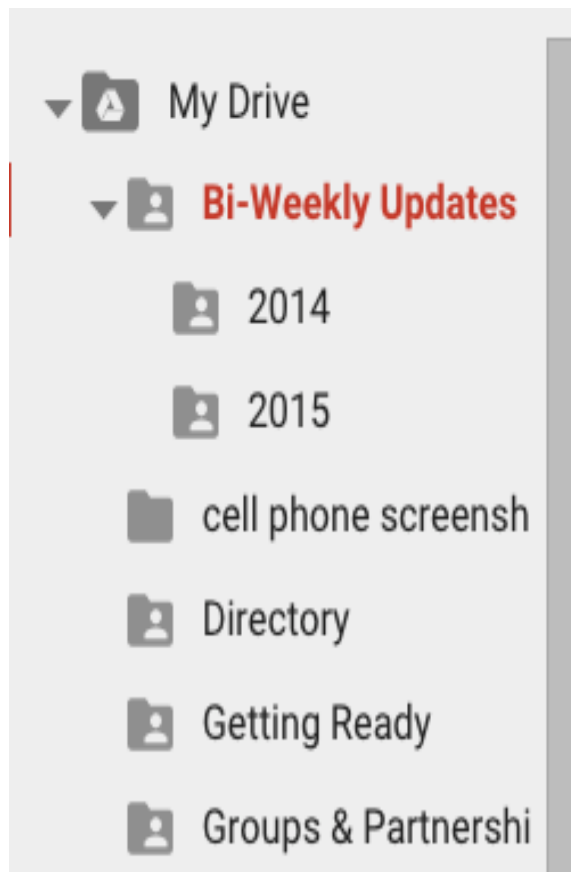 My Drive
Bi-Weekly Updates
2014
2015
cell phone screensh
Directory
Getting Ready
Groups & Partnershi